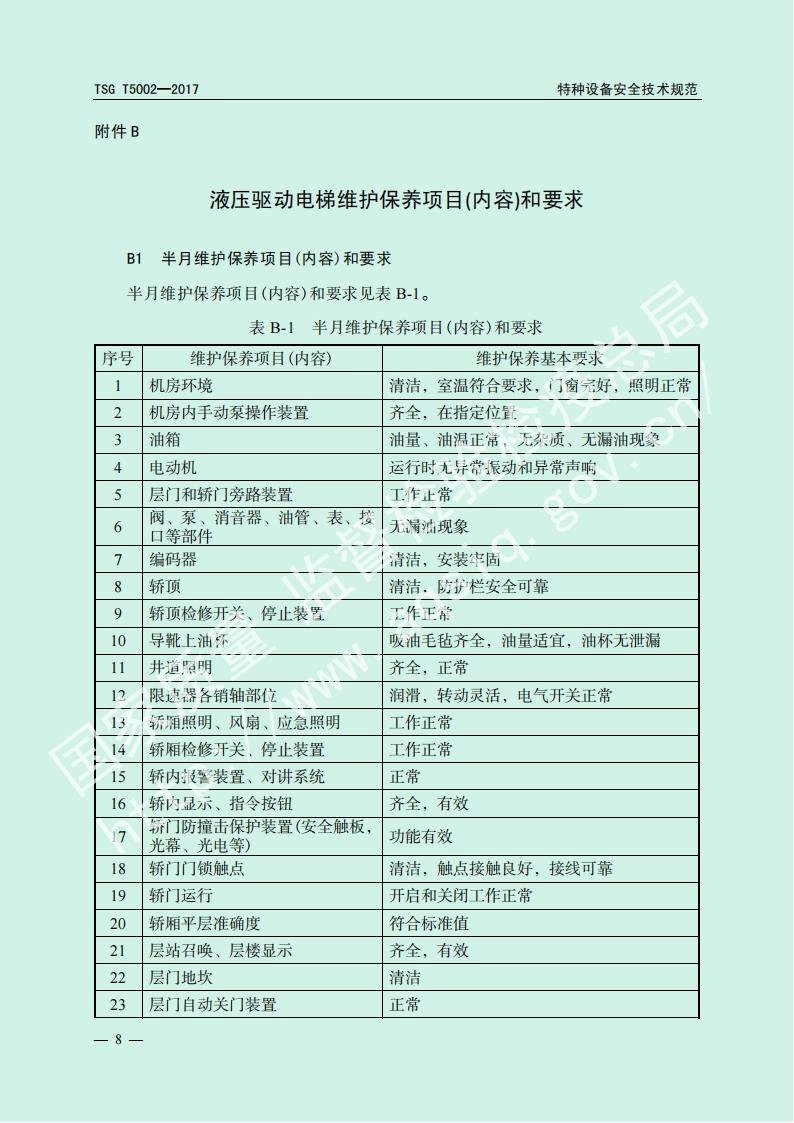 TSG T5002—2017 特种设备安全技术规范
附件 B
液压驱动电梯维护保养项目(内容)和要求
B1 半月维护保养项目(内容)和要求
半月维护保养项目(内容)和要求见表 B-1。
表 B-1 半月维护保养项目(内容)和要求
序号 维护保养项目(内容) 维护保养基本要求
1 机房环境 清洁，室温符合要求，门窗完好，照明正常
2 机房内手动泵操作装置 齐全，在指定位置
3 油箱 油量、油温正常，无杂质、无漏油现象
4 电动机 运行时无异常振动和异常声响
5 层门和轿门旁路装置 工作正常
6 阀、泵、消音器、油管、表、接
口等部件 无漏油现象
7 编码器 清洁，安装牢固
8 轿顶 清洁，防护栏安全可靠
9 轿顶检修开关、停止装置 工作正常
10 导靴上油杯 吸油毛毡齐全，油量适宜，油杯无泄漏
11 井道照明 齐全，正常
12 限速器各销轴部位 润滑，转动灵活，电气开关正常
13 轿厢照明、风扇、应急照明 工作正常
14 轿厢检修开关、停止装置 工作正常
15 轿内报警装置、对讲系统 正常
16 轿内显示、指令按钮 齐全，有效
17 轿门防撞击保护装置(安全触板，
光幕、光电等) 功能有效
18 轿门门锁触点 清洁，触点接触良好，接线可靠
19 轿门运行 开启和关闭工作正常
20 轿厢平层准确度 符合标准值
21 层站召唤、层楼显示 齐全，有效
22 层门地坎 清洁
23 层门自动关门装置 正常
— 8 —
国家质量 监督检验检疫总局
http://www.aqsiq.gov.cn/